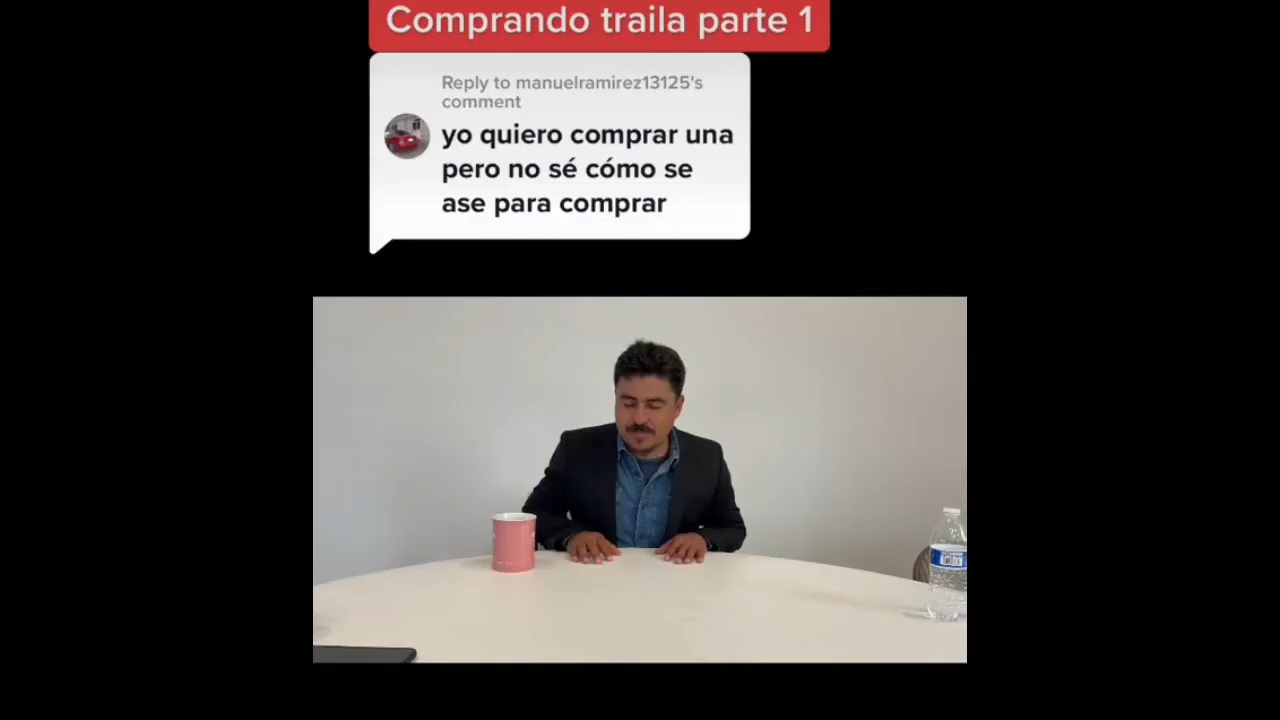 Comprando traila parte 1
Reply to manuelramirez13125's
comment
yo quiero comprar una
pero no sé cómo se
ase para comprar